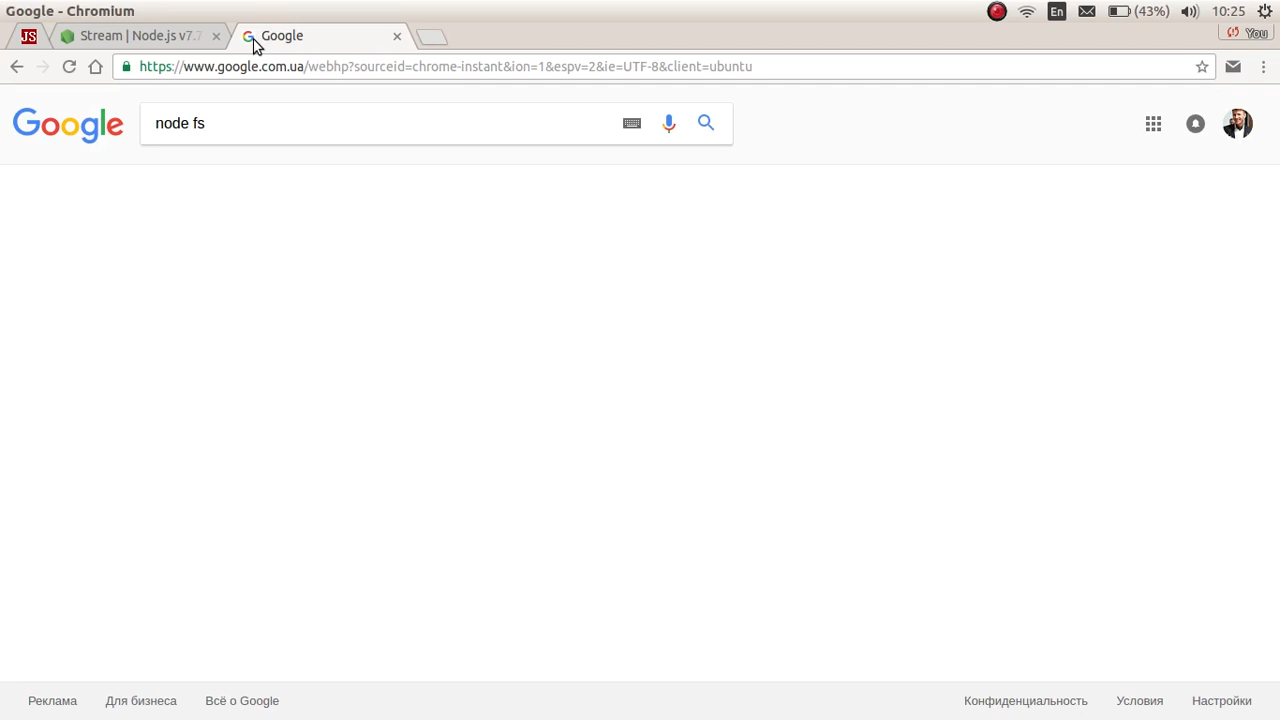 Google - Chromium
En
(43%)
10:25
JS
Stream | Node.js v7.7
Google
You
https://www.google.com.ua/webhp?sourceid=chrome-instant&ion=1&espv=2&ie=UTF-8&client=ubuntu
Google
node fs
Реклама
Для бизнеса
Всё о Google
Конфиденциальность
Условия
Настройки